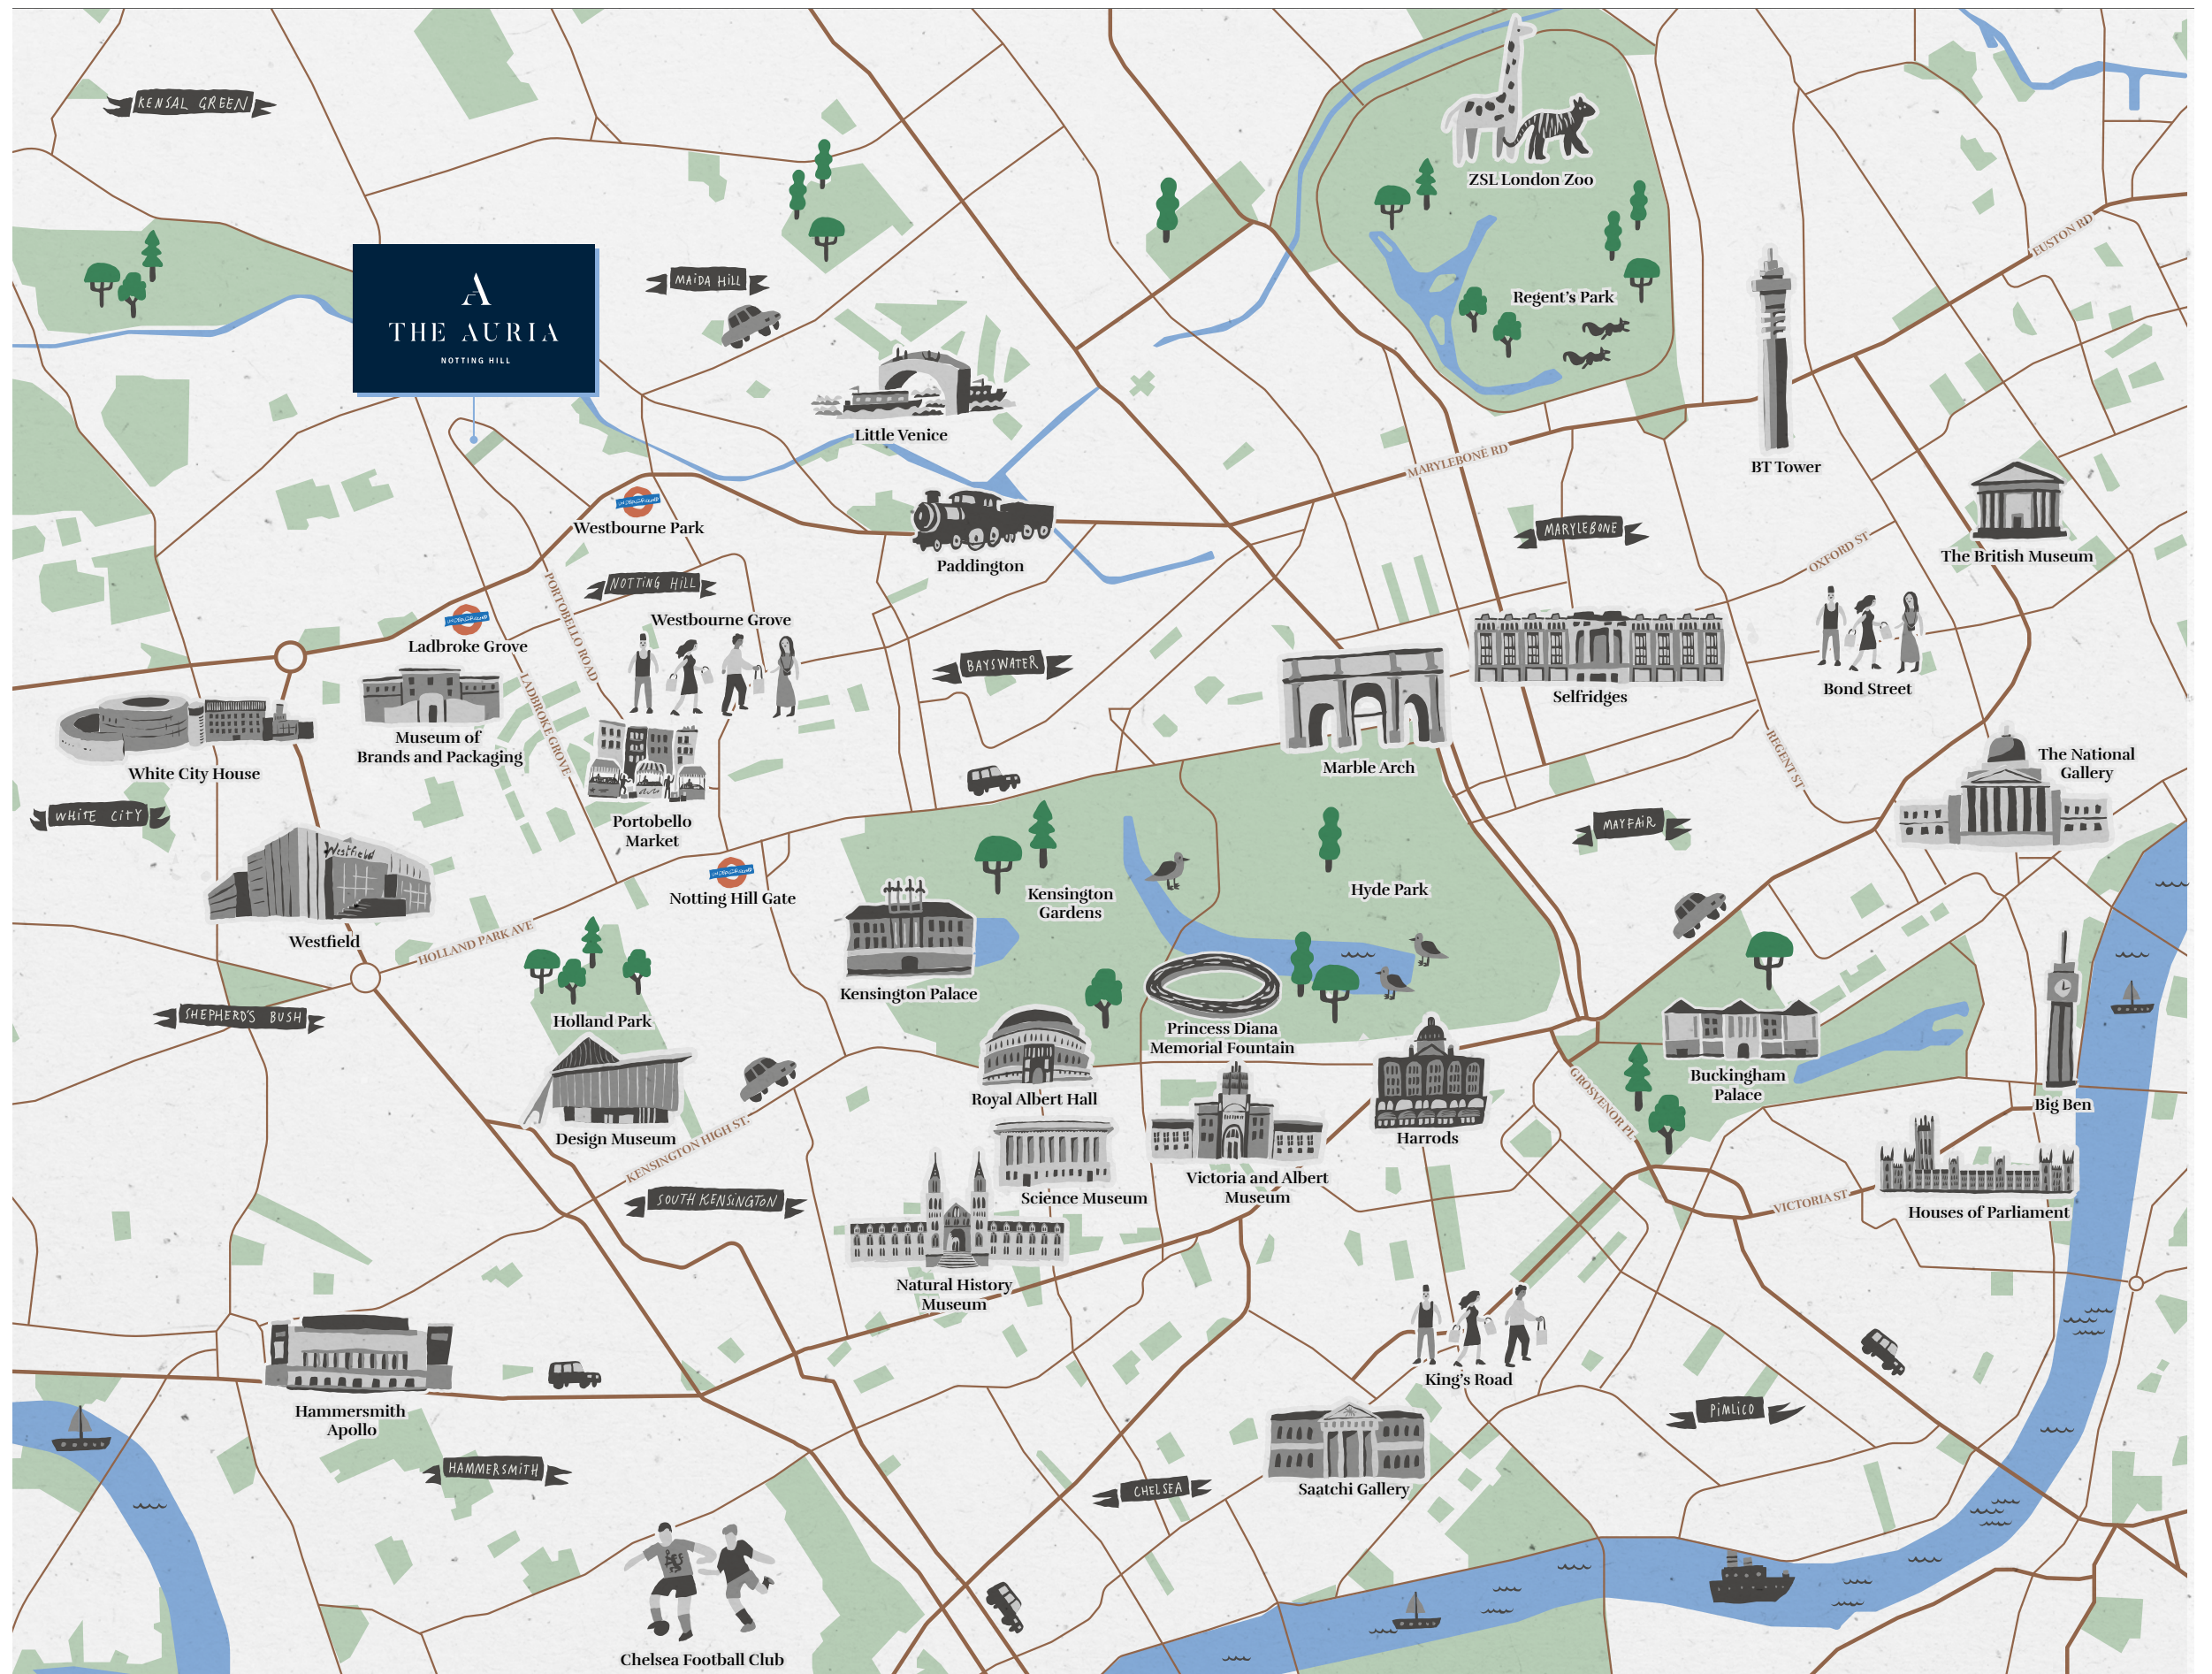 KENSAL GREEN
ZSL London Zoo
EUSTON RD
MAIDA HILL
Regent's Park
A
THE AURIA
NOTTING HILL
Little Venice
MARYLEBONE RD
BT Tower
UNDERGROUND
Westbourne Park
MARYLEBONE
OXFORD ST
The British Museum
Paddington
PORTOBELLO ROAD
NOTTING HILL
UNDERGROUND
Ladbroke Grove
Westbourne Grove
BAYSWATER
Selfridges
Bond Street
LADBROKE GROVE
Museum of
Brands and Packaging
White City House
Marble Arch
REGENT ST
The National
Gallery
WHITE CITY
Portobello
Market
MAYFAIR
Westfield
UNDERGROUND
Notting Hill Gate
Kensington
Gardens
Hyde Park
Westfield
HOLLAND PARK AVE
Kensington Palace
SHEPHERD'S BUSH
Holland Park
Princess Diana
Memorial Fountain
Buckingham
Palace
Big Ben
GROSVENOR PL
Royal Albert Hall
Design Museum
Harrods
KENSINGTON HIGH ST.
Victoria and Albert
Museum
Science Museum
SOUTH KENSINGTON
VICTORIA ST
Houses of Parliament
Natural History
Museum
King's Road
Hammersmith
Apollo
PIMLICO
HAMMERSMITH
CHELSEA
Saatchi Gallery
Chelsea Football Club